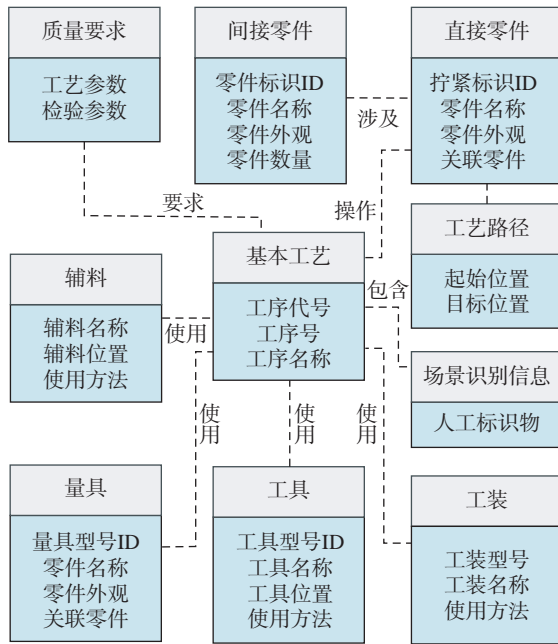 质量要求
工艺参数
检验参数
间接零件
零件标识ID
零件名称
零件外观
零件数量
直接零件
拧紧标识ID
零件名称
零件外观
关联零件
涉及
要求
操作
工艺路径
起始位置
目标位置
基本工艺
工序代号
工序号
工序名称
包含
辅料
辅料名称
辅料位置
使用方法
使用
场景识别信息
人工标识物
使用
使用
使用
量具
量具型号ID
零件名称
零件外观
关联零件
工具
工具型号ID
工具名称
工具位置
使用方法
工装
工装型号
工装名称
使用方法